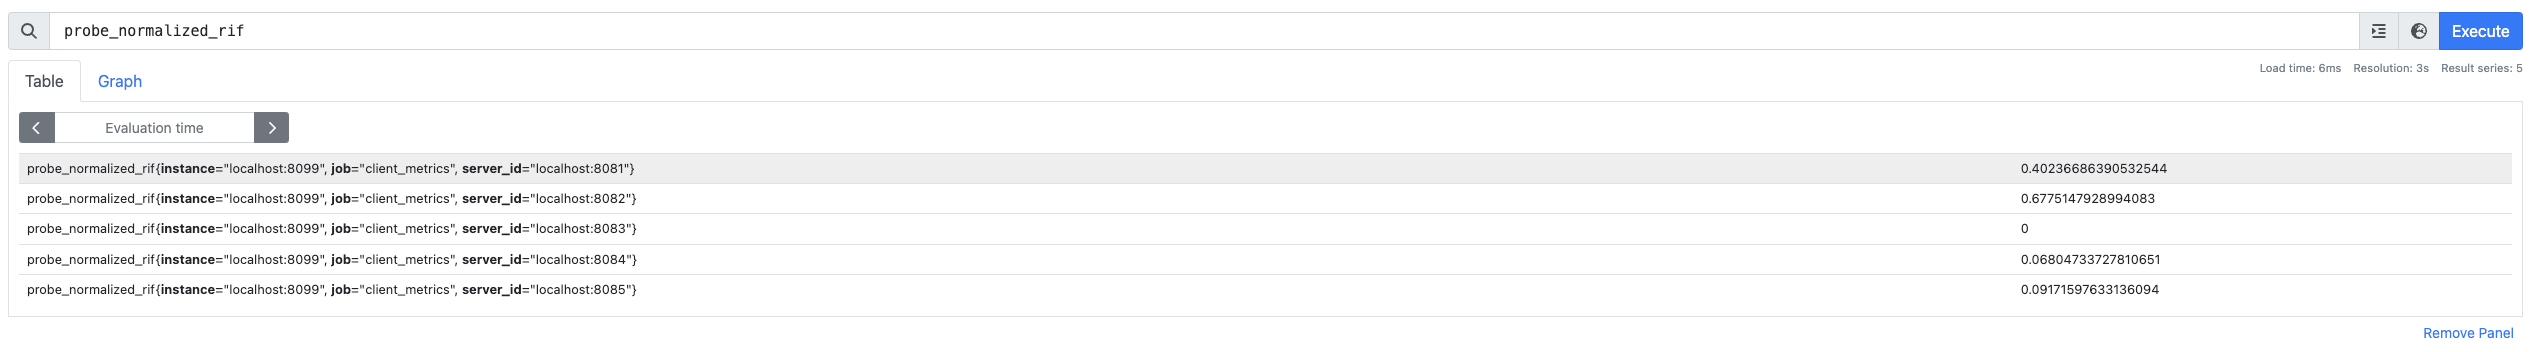 probe_normalized_rif Execute
Table Graph Load time: 6ms Resolution: 3s Result series: 5
Evaluation time
probe_normalized_rif{instance="localhost:8099", job="client_metrics", server_id="localhost:8081"} 0.40236686390532544
probe_normalized_rif{instance="localhost:8099", job="client_metrics", server_id="localhost:8082"} 0.6775147928994083
probe_normalized_rif{instance="localhost:8099", job="client_metrics", server_id="localhost:8083"} 0
probe_normalized_rif{instance="localhost:8099", job="client_metrics", server_id="localhost:8084"} 0.06804733727810651
probe_normalized_rif{instance="localhost:8099", job="client_metrics", server_id="localhost:8085"} 0.09171597633136094
Remove Panel